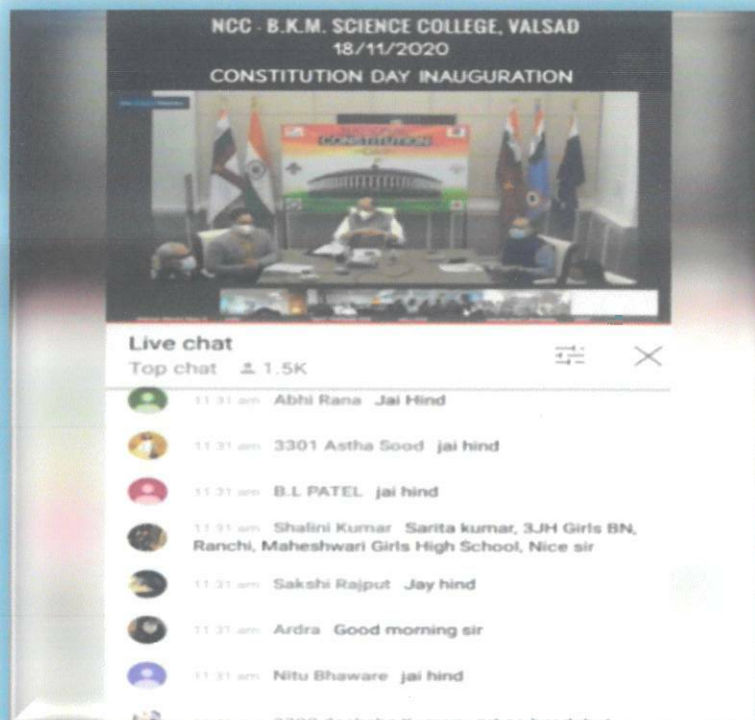 NCC - B.K.M. SCIENCE COLLEGE, VALSAD
18/11/2020
CONSTITUTION DAY INAUGURATION
CONSTITUTION
DAY
Live chat
Top chat 1.5K
11:31 am Abhi Rana Jai Hind
11:31 am 3301 Astha Sood jai hind
11:31 am B.L PATEL jai hind
11:31 am Shalini Kumar Sarita kumar, 3JH Girls BN,
Ranchi, Maheshwari Girls High School, Nice sir
11:31 am Sakshi Rajput Jay hind
11:31 am Ardra Good morning sir
11:31 am Nitu Bhaware jai hind